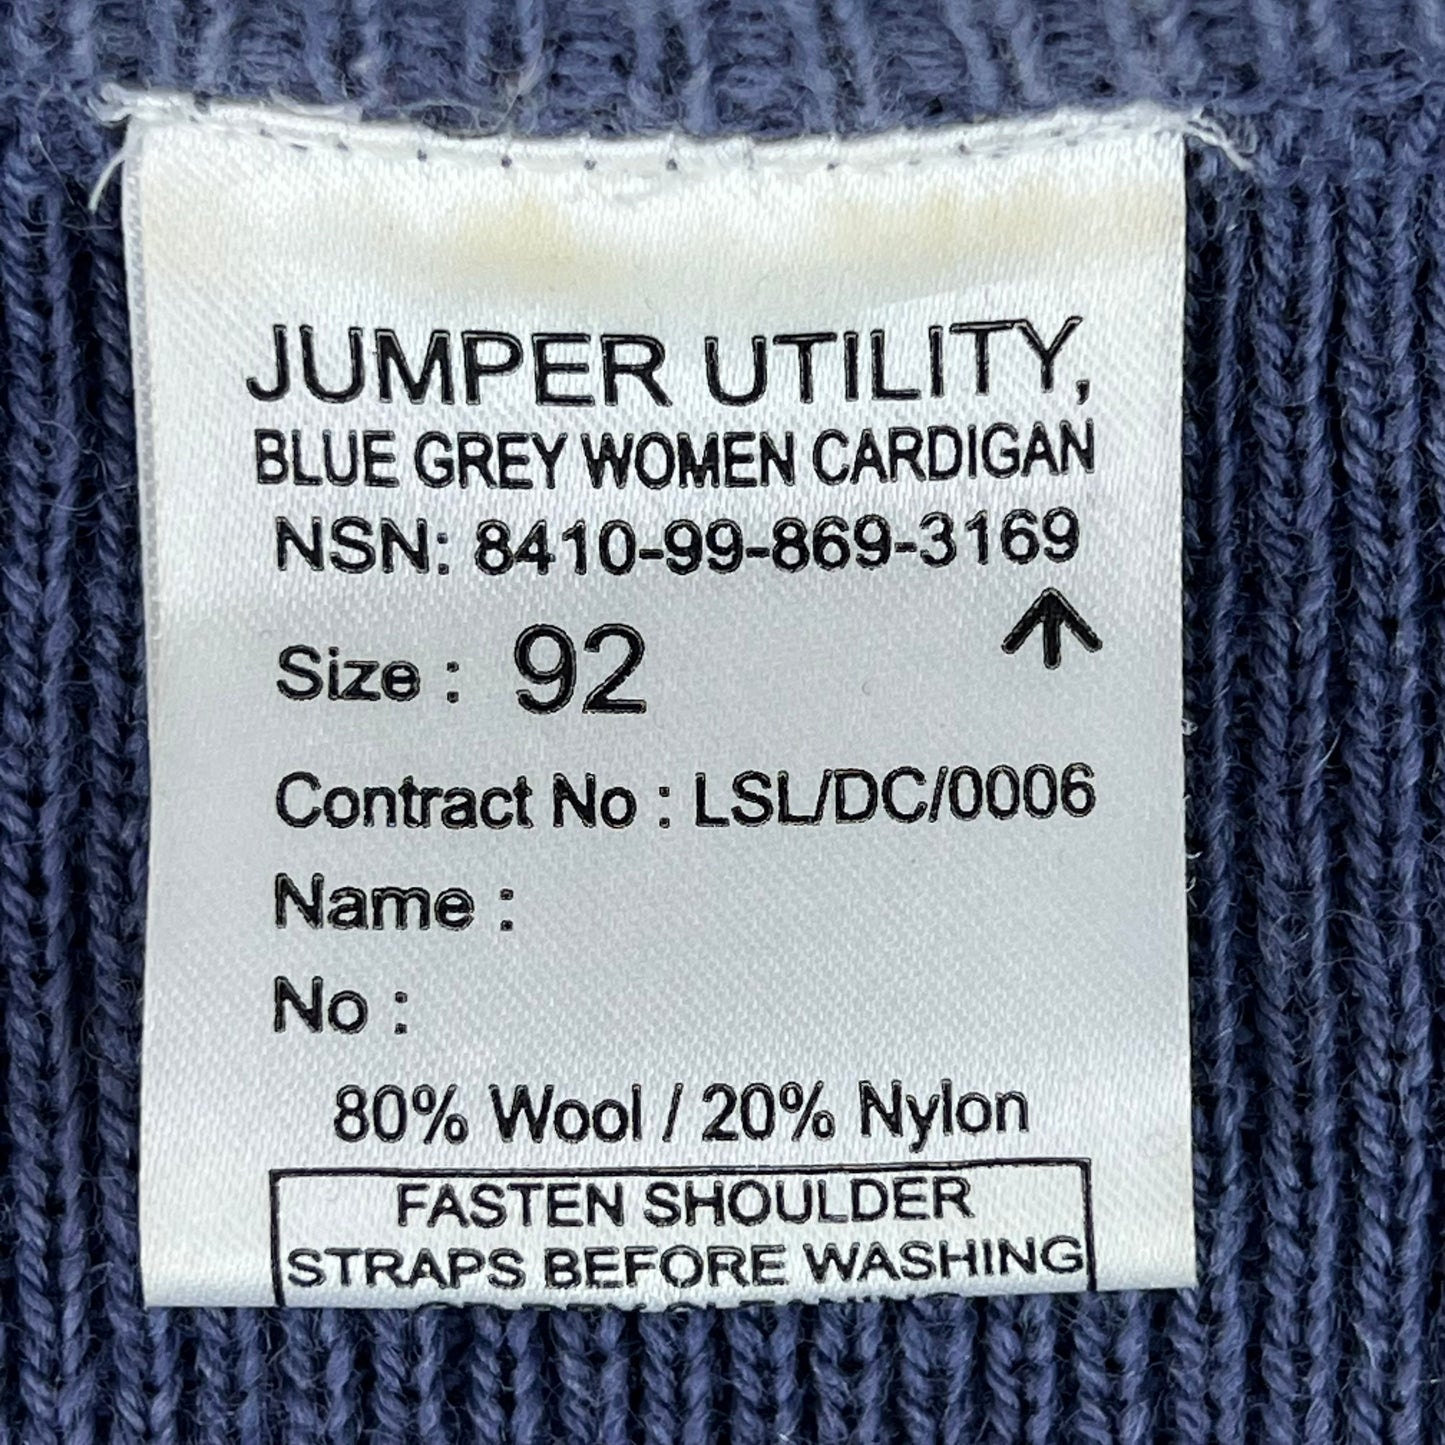 JUMPER UTILITY,
BLUE GREY WOMEN CARDIGAN
NSN: 8410-99-869-3169
Size : 92
Contract No : LSL/DC/0006
Name :
No :
80% Wool / 20% Nylon
FASTEN SHOULDER
STRAPS BEFORE WASHING